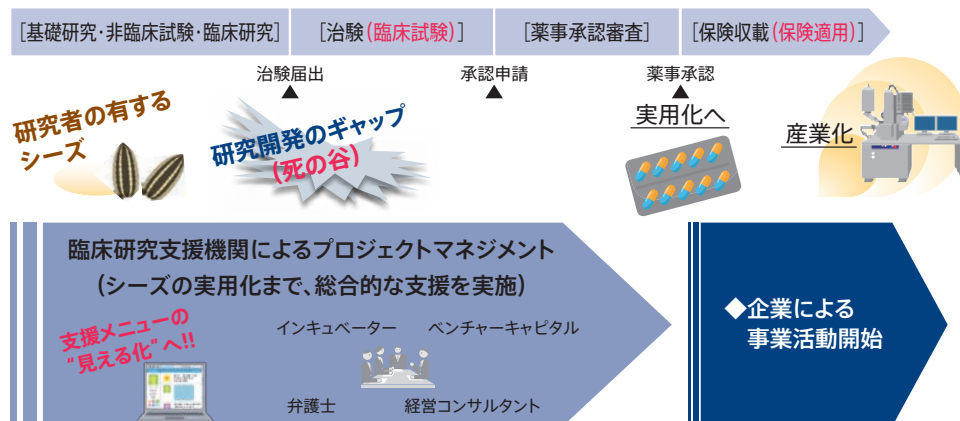 [基礎研究・非臨床試験・臨床研究]
[治験(臨床試験)]
[薬事承認審査]
[保険収載(保険適用)]
治験届出
承認申請
薬事承認
研究者の有する
シーズ
研究開発のギャップ
(死の谷)
実用化へ
産業化
臨床研究支援機関によるプロジェクトマネジメント
(シーズの実用化まで、総合的な支援を実施)
支援メニューの
“見える化”へ!!
インキュベーター
ベンチャーキャピタル
弁護士
経営コンサルタント
◆企業による
事業活動開始